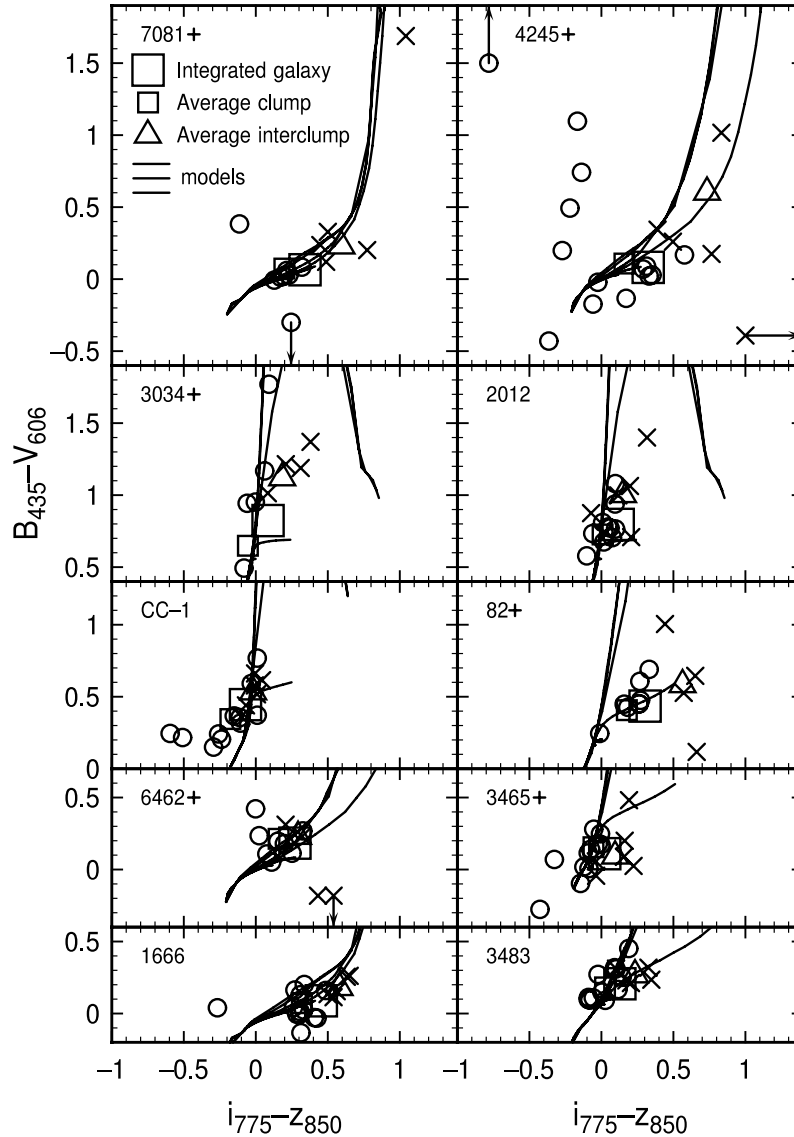 7081+
4245+
Integrated galaxy
Average clump
Average interclump
models
1.5
1
0.5
0
−0.5
3034+
2012
1.5
1
0.5
CC−1
82+
1
0.5
0
6462+
3465+
0.5
0
1666
3483
0.5
0
B435−V606
−1 −0.5 0 0.5 1
−1 −0.5 0 0.5 1
i775−z850
i775−z850